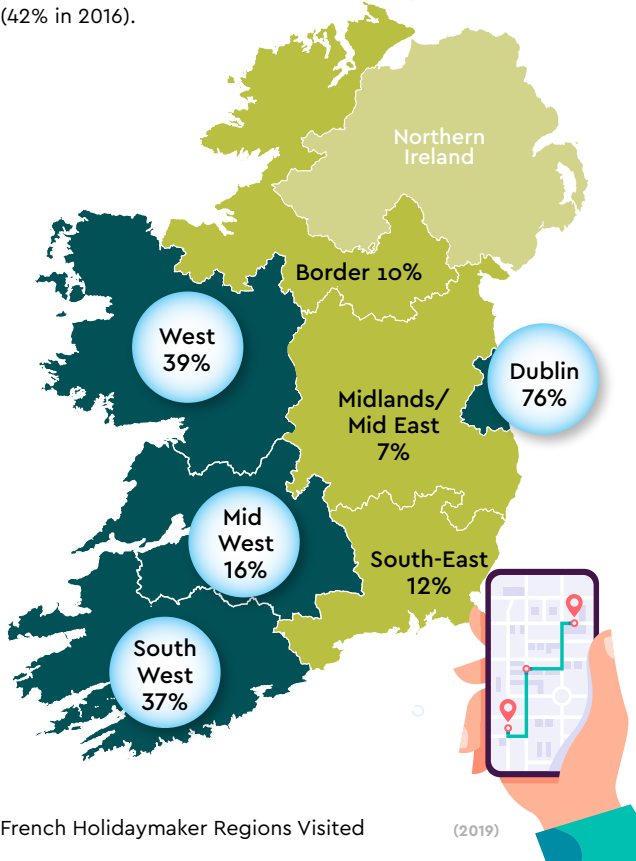 (42% in 2016).
Northern
Ireland
Border 10%
West
39%
Dublin
76%
Midlands/
Mid East
7%
Mid
West
16%
South-East
12%
South
West
37%
French Holidaymaker Regions Visited
(2019)